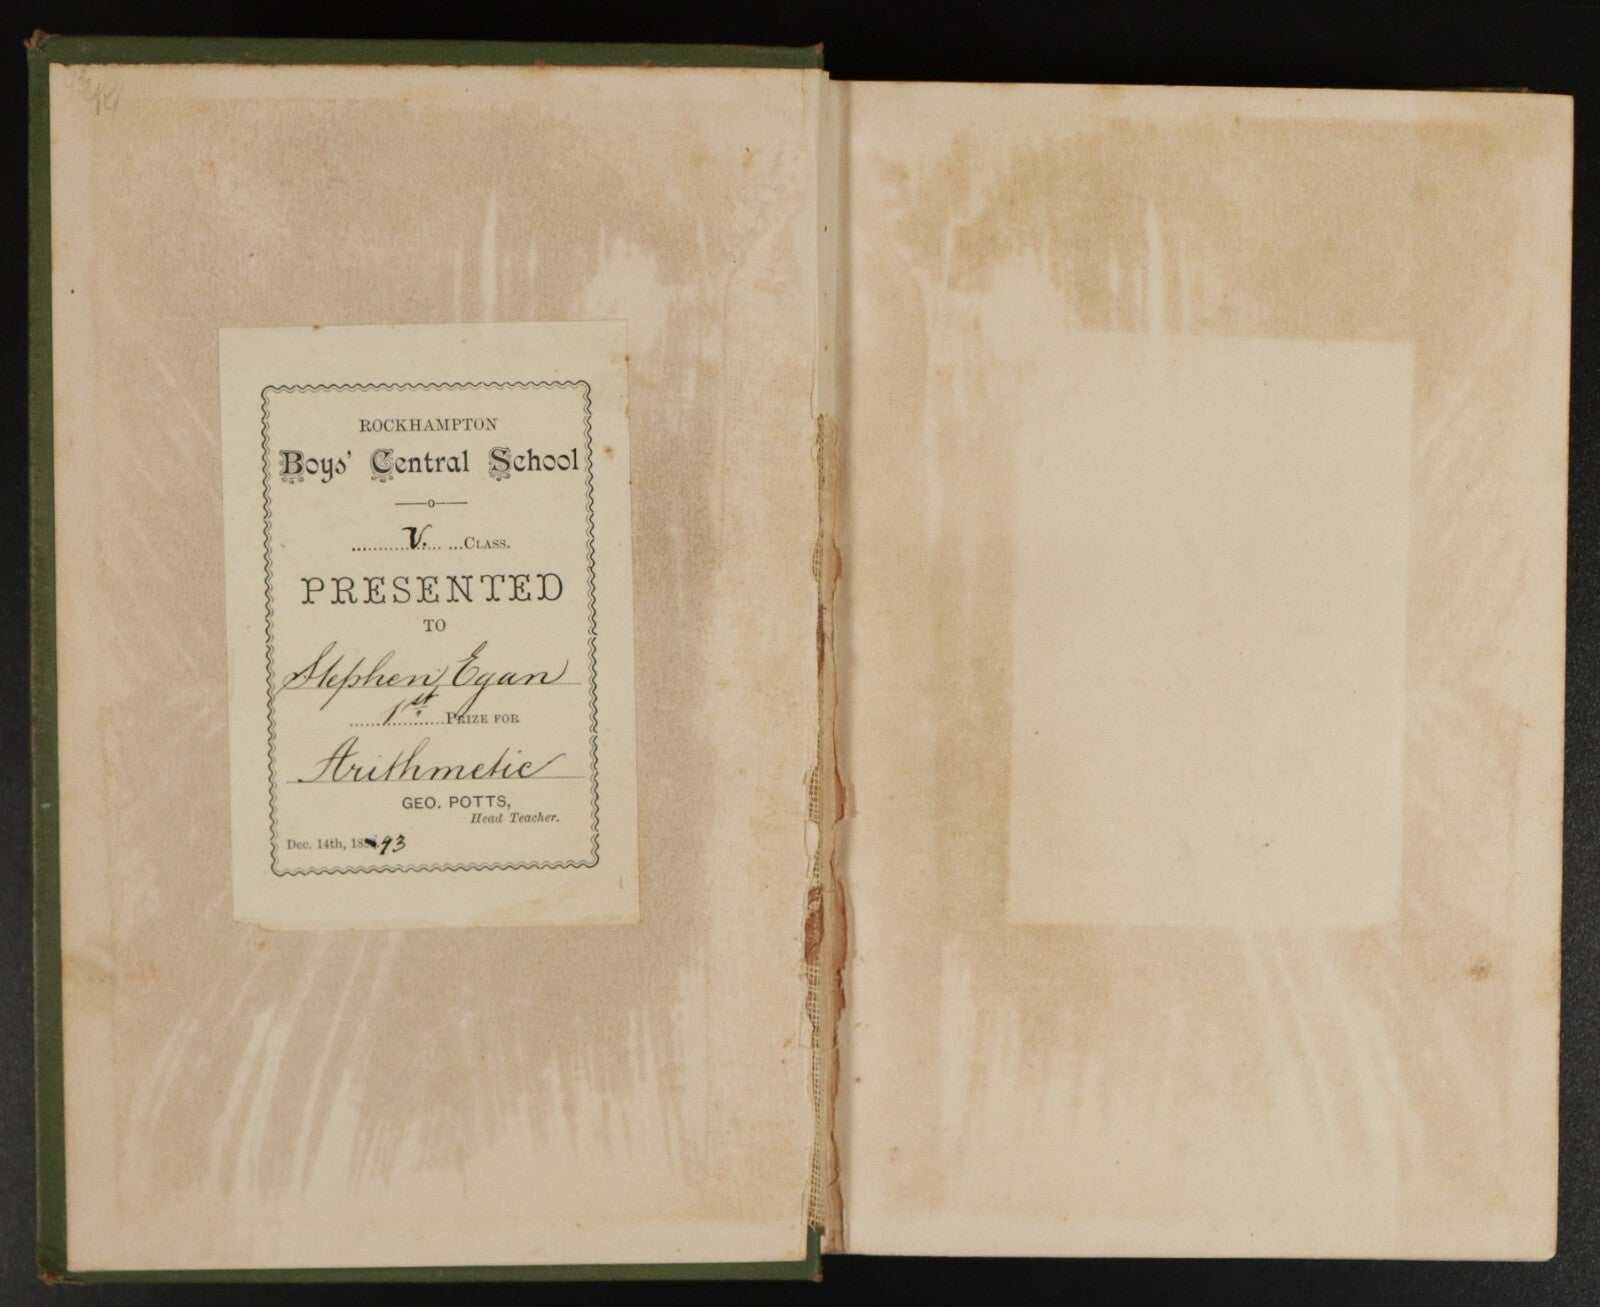 ROCKHAMPTON
Boys' Central School
V. CLASS.
PRESENTED
TO
Stephen Egan
1st PRIZE FOR
Arithmetic
GEO. POTTS,
Head Teacher.
Dec. 14th, 1893